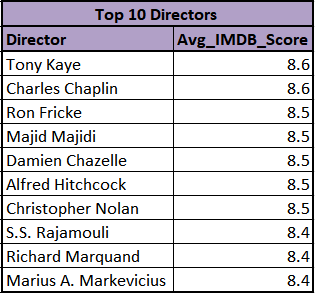 Top 10 Directors
Director Avg_IMDB_Score
Tony Kaye 8.6
Charles Chaplin 8.6
Ron Fricke 8.5
Majid Majidi 8.5
Damien Chazelle 8.5
Alfred Hitchcock 8.5
Christopher Nolan 8.5
S.S. Rajamouli 8.4
Richard Marquand 8.4
Marius A. Markevicius 8.4